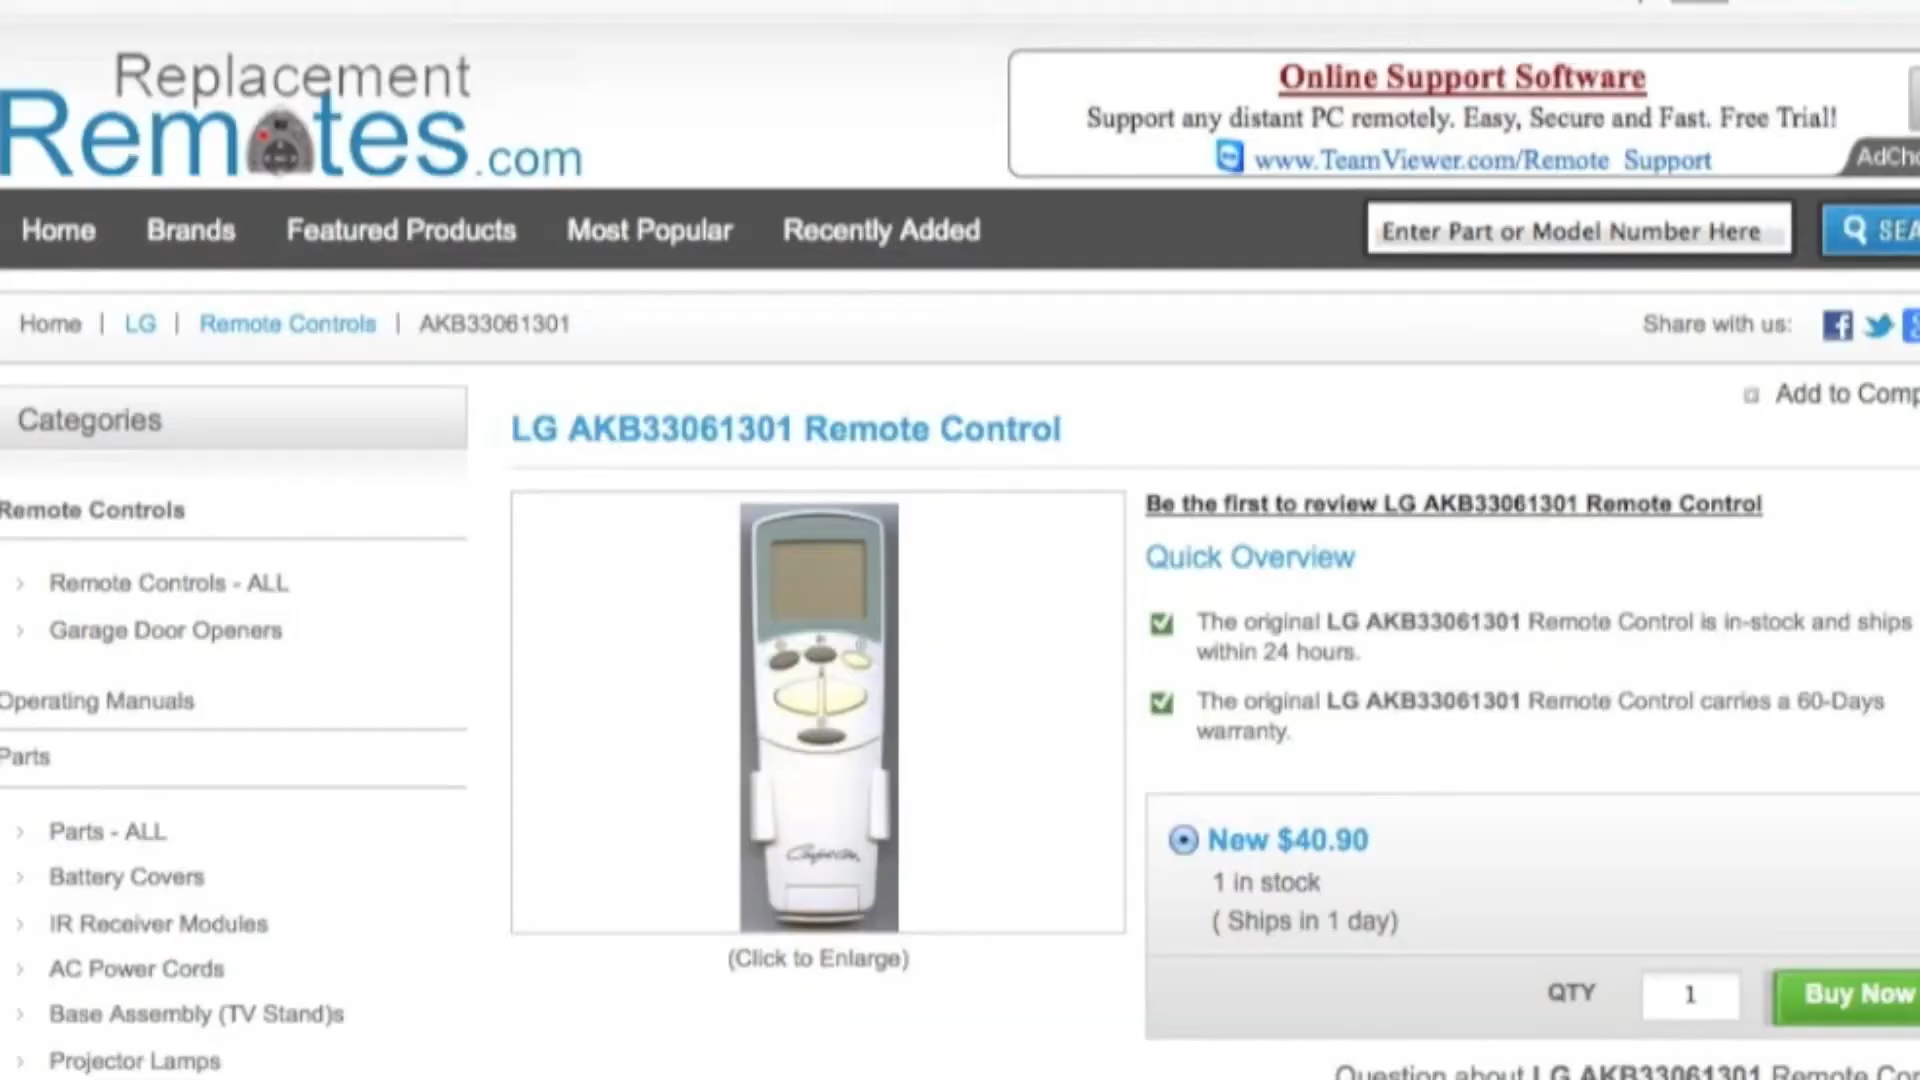 Replacement
Remotes.com
Online Support Software
Support any distant PC remotely. Easy, Secure and Fast. Free Trial!
www.TeamViewer.com/Remote_Support
Home Brands Featured Products Most Popular Recently Added
Enter Part or Model Number Here
Home | LG | Remote Controls | AKB33061301
Share with us:
Add to
Categories
LG AKB33061301 Remote Control
Remote Controls
Remote Controls - ALL
Garage Door Openers
Operating Manuals
Parts
Parts - ALL
Battery Covers
IR Receiver Modules
AC Power Cords
Base Assembly (TV Stand)s
Projector Lamps
(Click to Enlarge)
Be the first to review LG AKB33061301 Remote Control
Quick Overview
The original LG AKB33061301 Remote Control is in-stock and ships
within 24 hours.
The original LG AKB33061301 Remote Control carries a 60-Days
warranty.
New $40.90
1 in stock
( Ships in 1 day)
QTY 1 Buy Now
Question about LG AKB33061301 Remote